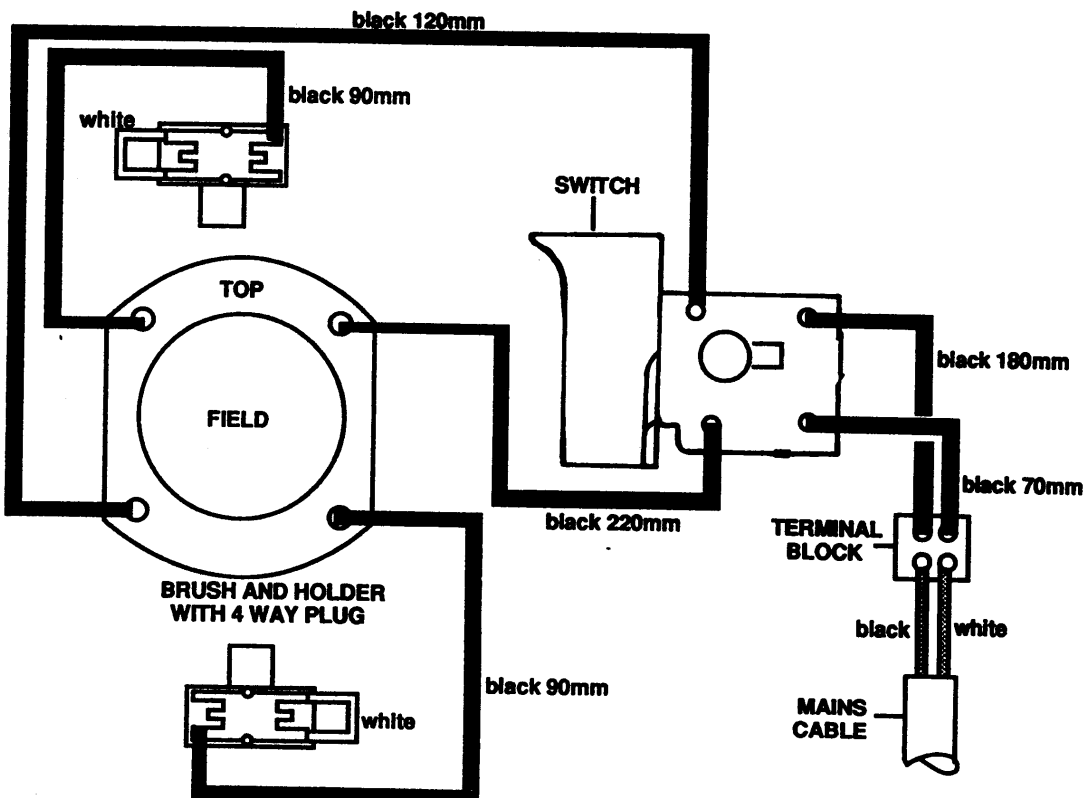 black 120mm
black 90mm
white
SWITCH
TOP
FIELD
black 180mm
black 70mm
black 220mm
TERMINAL
BLOCK
BRUSH AND HOLDER
WITH 4 WAY PLUG
black
white
black 90mm
white
MAINS
CABLE